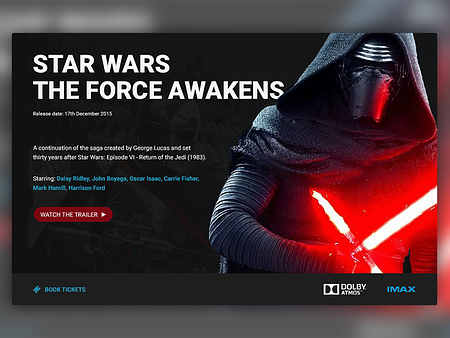 STAR WARS
THE FORCE AWAKENS
Release date: 17th December 2015
A continuation of the saga created by George Lucas and set
thirty years after Star Wars: Episode VI - Return of the Jedi (1983).
Starring: Daisy Ridley, John Boyega, Oscar Isaac, Carrie Fisher,
Mark Hamill, Harrison Ford
WATCH THE TRAILER
BOOK TICKETS
DOLBY
ATMOS
IMAX